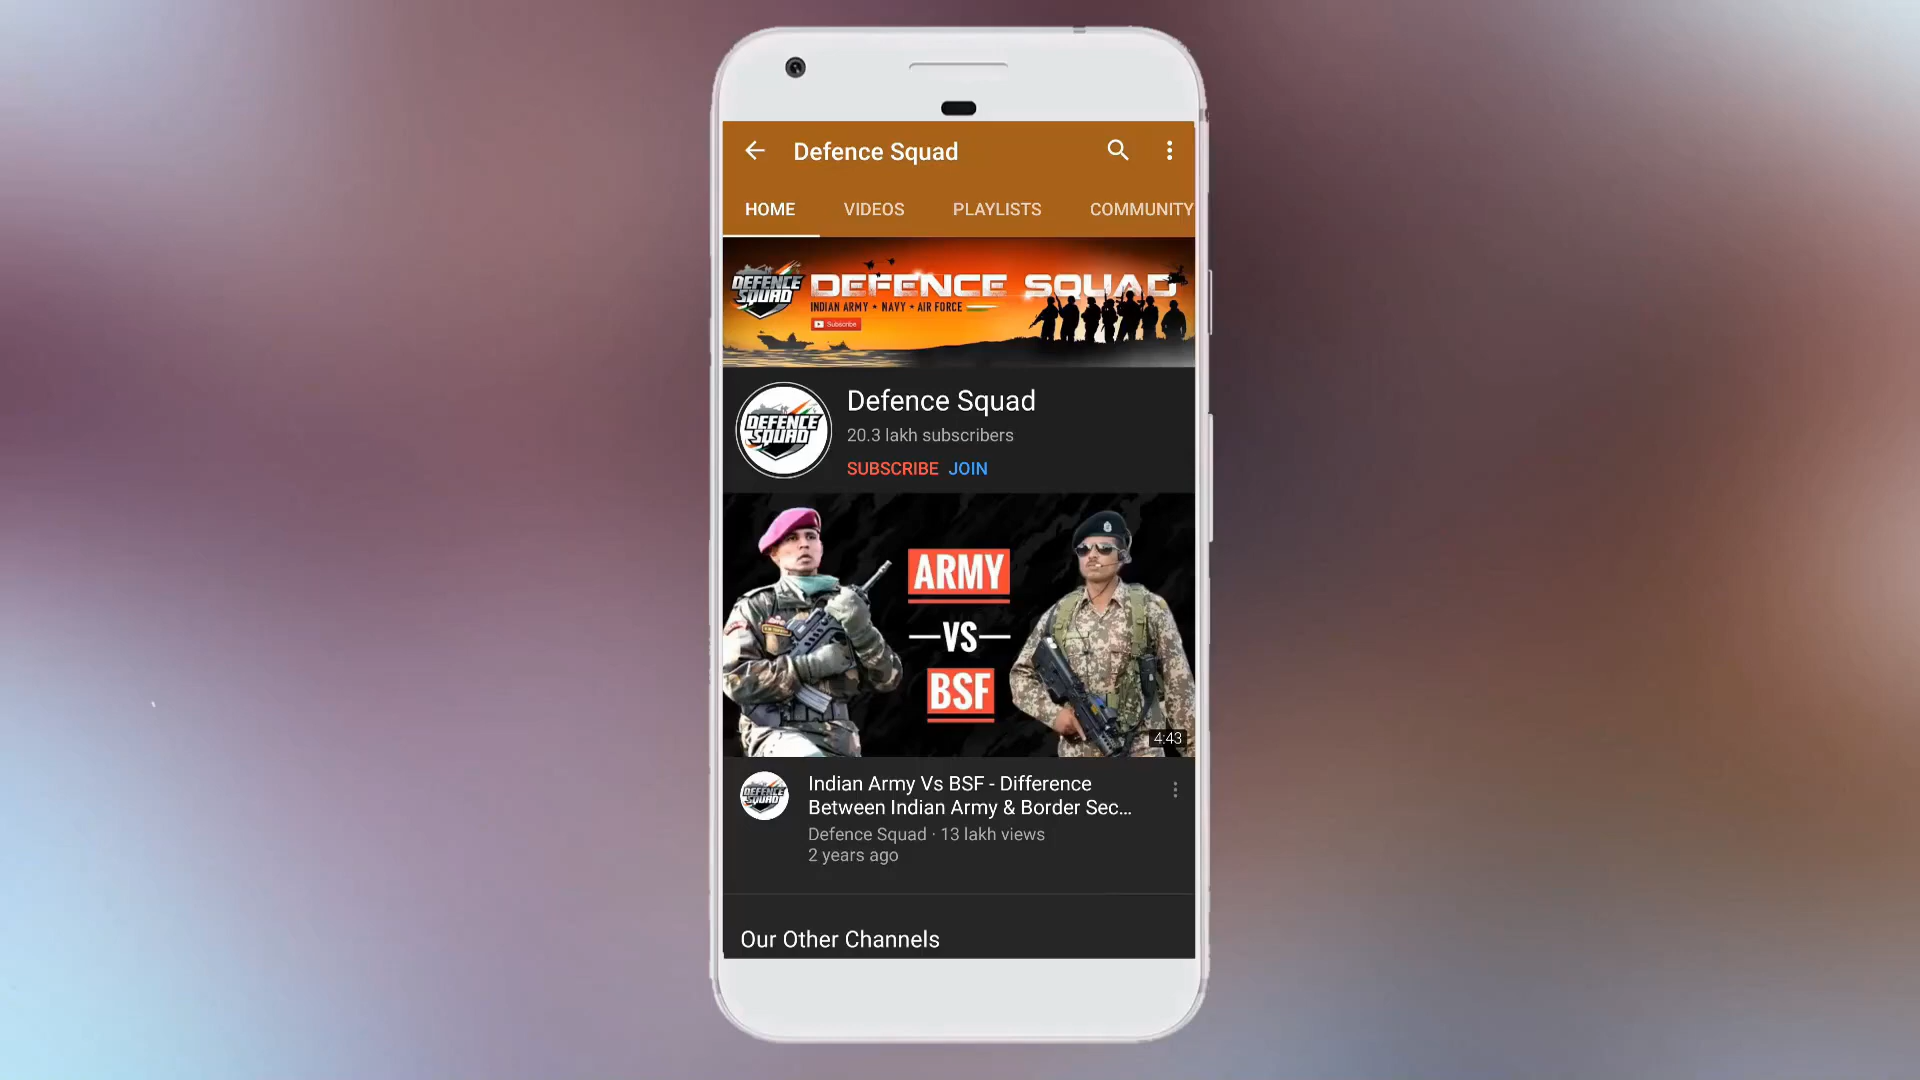 Defence Squad
HOME VIDEOS PLAYLISTS COMMUNITY
DEFENCE SQUAD
DEFENCE SQUAD
INDIAN ARMY ★ NAVY ★ AIR FORCE
Subscribe
DEFENCE SQUAD
Defence Squad
20.3 lakh subscribers
SUBSCRIBE JOIN
ARMY
VS
BSF
4:43
DEFENCE SQUAD
Indian Army Vs BSF - Difference
Between Indian Army & Border Sec...
Defence Squad · 13 lakh views
2 years ago
Our Other Channels